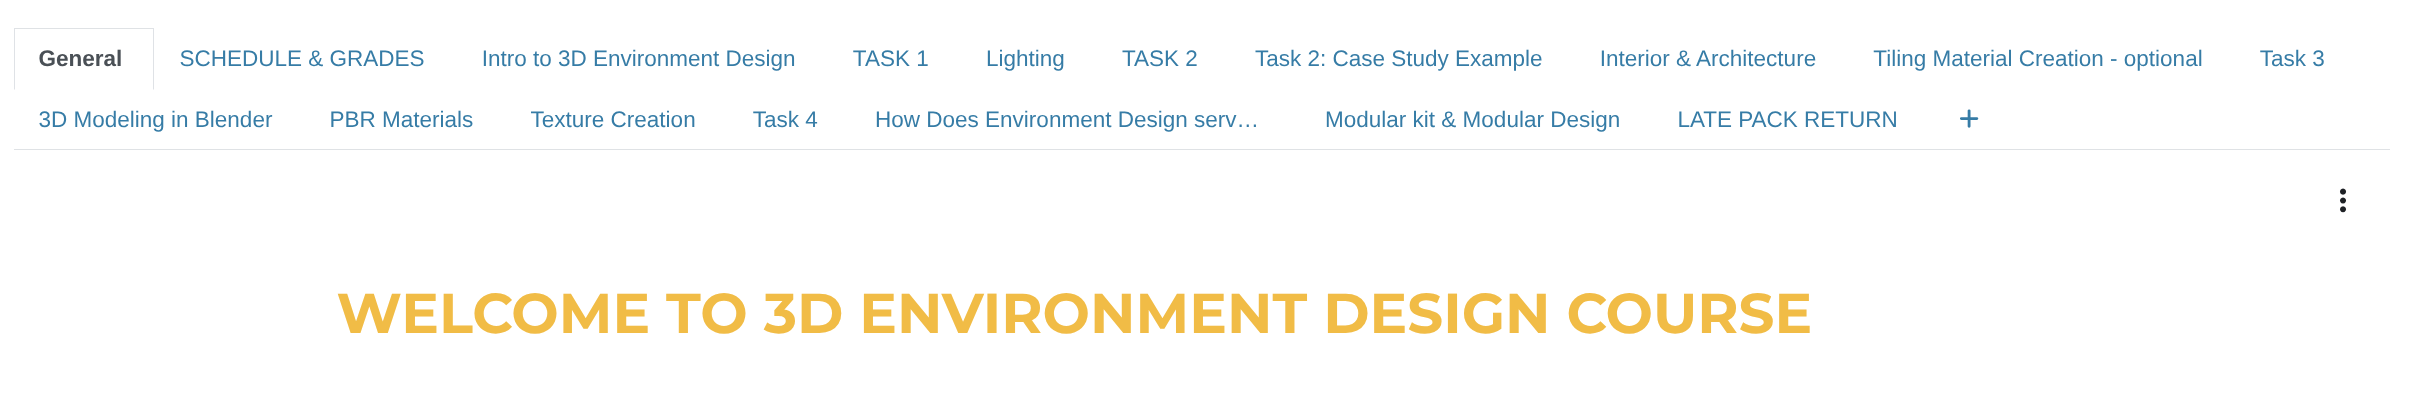 General SCHEDULE & GRADES Intro to 3D Environment Design TASK 1 Lighting TASK 2 Task 2: Case Study Example Interior & Architecture Tiling Material Creation - optional Task 3
3D Modeling in Blender PBR Materials Texture Creation Task 4 How Does Environment Design serv… Modular kit & Modular Design LATE PACK RETURN +
WELCOME TO 3D ENVIRONMENT DESIGN COURSE